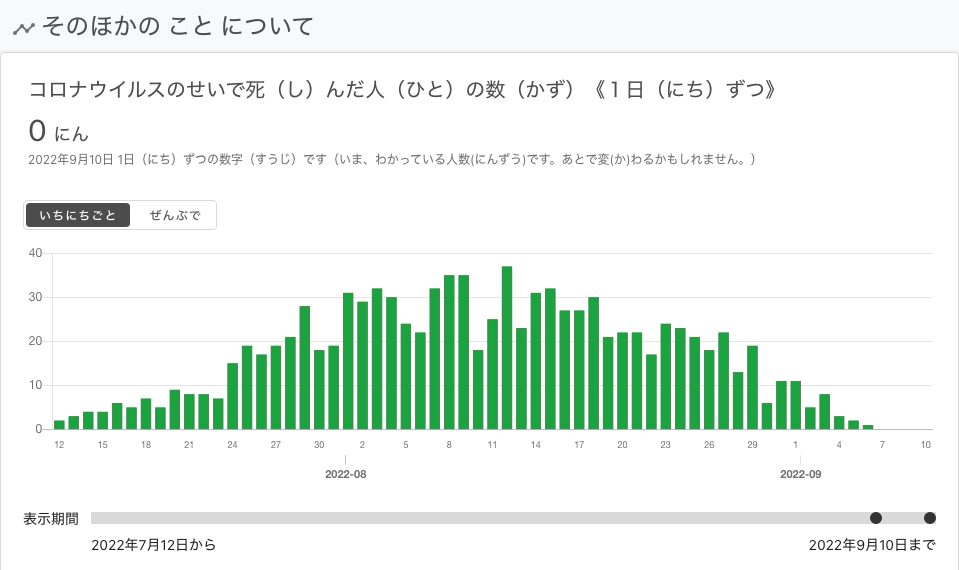 そのほかの こと について
コロナウイルスのせいで死（し）んだ人（ひと）の数（かず）《１日（にち）ずつ》
0 にん
2022年9月10日 1日（にち）ずつの数字（すうじ）です（いま、わかっている人数(にんずう)です。あとで変(か)わるかもしれません。）
いちにちごと ぜんぶで
40
30
20
10
0
12 15 18 21 24 27 30 2 5 8 11 14 17 20 23 26 29 1 4 7 10
2022-08 2022-09
表示期間
2022年7月12日から 2022年9月10日まで